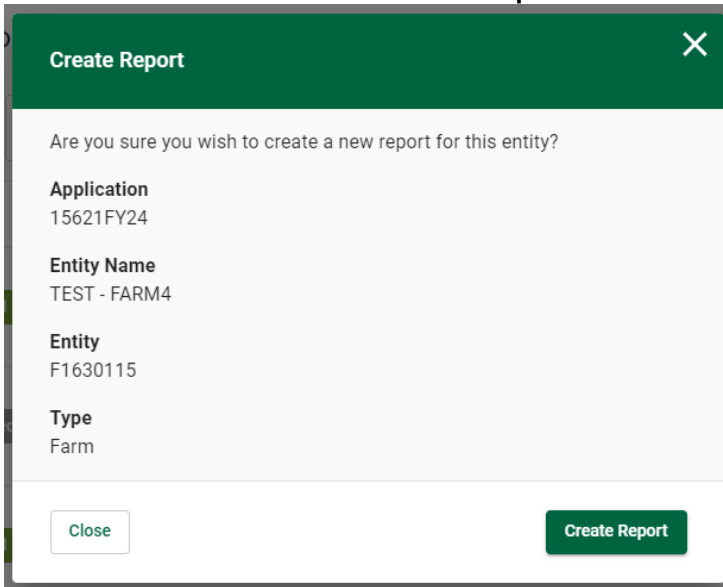 Create Report
Are you sure you wish to create a new report for this entity?
Application
15621FY24
Entity Name
TEST - FARM4
Entity
F1630115
Type
Farm
Close
Create Report